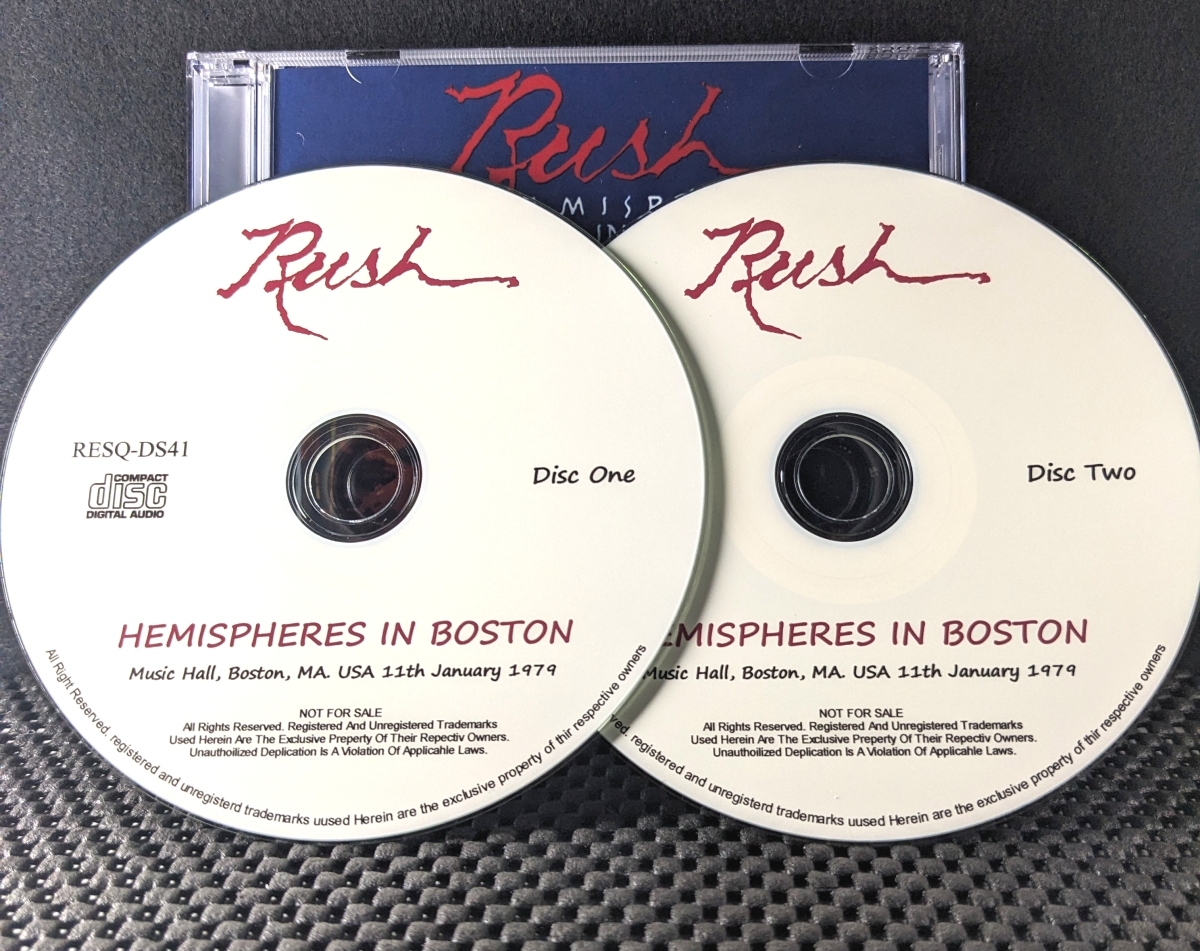 Rush
MISP
IN
Rush
RESQ-DS41
COMPACT
disc
DIGITAL AUDIO
Disc One
HEMISPHERES IN BOSTON
Music Hall, Boston, MA. USA 11th January 1979
NOT FOR SALE
All Rights Reserved. Registered And Unregistered Trademarks
Used Herein Are The Exclusive Preperty Of Their Repectiv Owners.
Unauthoilized Deplication Is A Violation Of Applicahle Laws.
All Right Reserved. registered and unregisterd trademarks uused Herein are the exclusive property of thir respective owners
Rush
Disc Two
EMISPHERES IN BOSTON
Music Hall, Boston, MA. USA 11th January 1979
NOT FOR SALE
All Rights Reserved. Registered And Unregistered Trademarks
Used Herein Are The Exclusive Preperty Of Their Repectiv Owners.
Unauthoilized Deplication Is A Violation Of Applicahle Laws.
ved. registered and unregisterd trademarks uused Herein are the exclusive property of thir respective owners